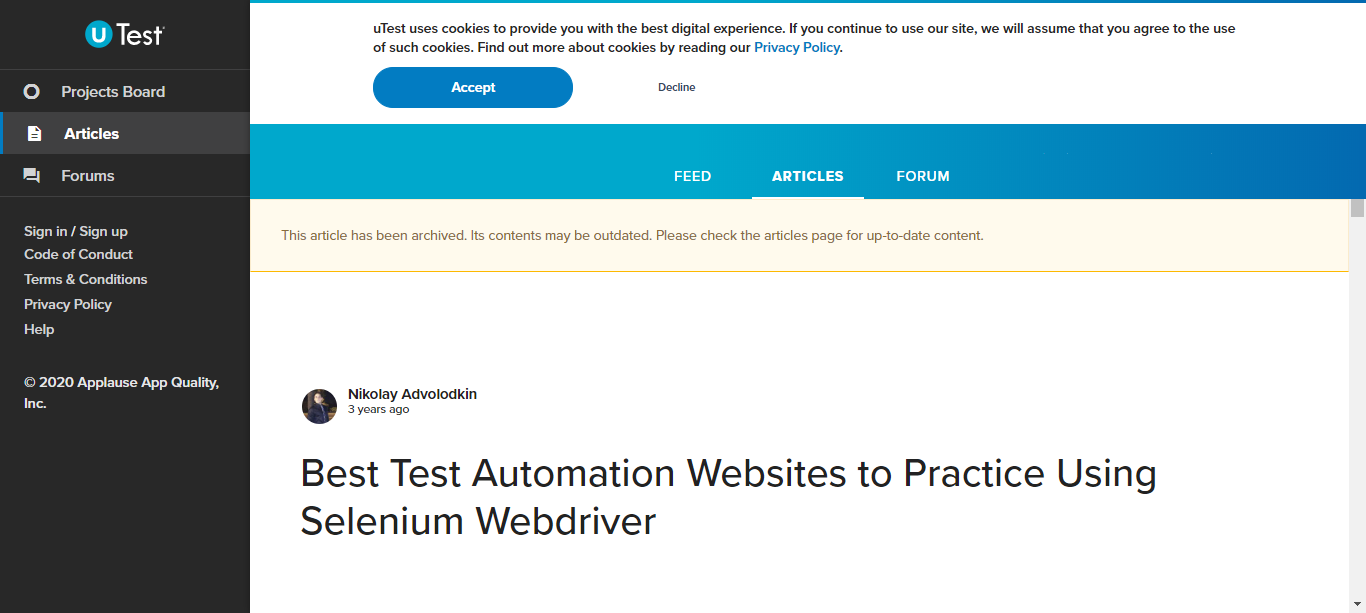 uTest
Projects Board
Articles
Forums
Sign in / Sign up
Code of Conduct
Terms & Conditions
Privacy Policy
Help
© 2020 Applause App Quality,
Inc.
uTest uses cookies to provide you with the best digital experience. If you continue to use our site, we will assume that you agree to the use
of such cookies. Find out more about cookies by reading our Privacy Policy.
Accept
Decline
FEED
ARTICLES
FORUM
This article has been archived. Its contents may be outdated. Please check the articles page for up-to-date content.
Nikolay Advolodkin
3 years ago
Best Test Automation Websites to Practice Using
Selenium Webdriver